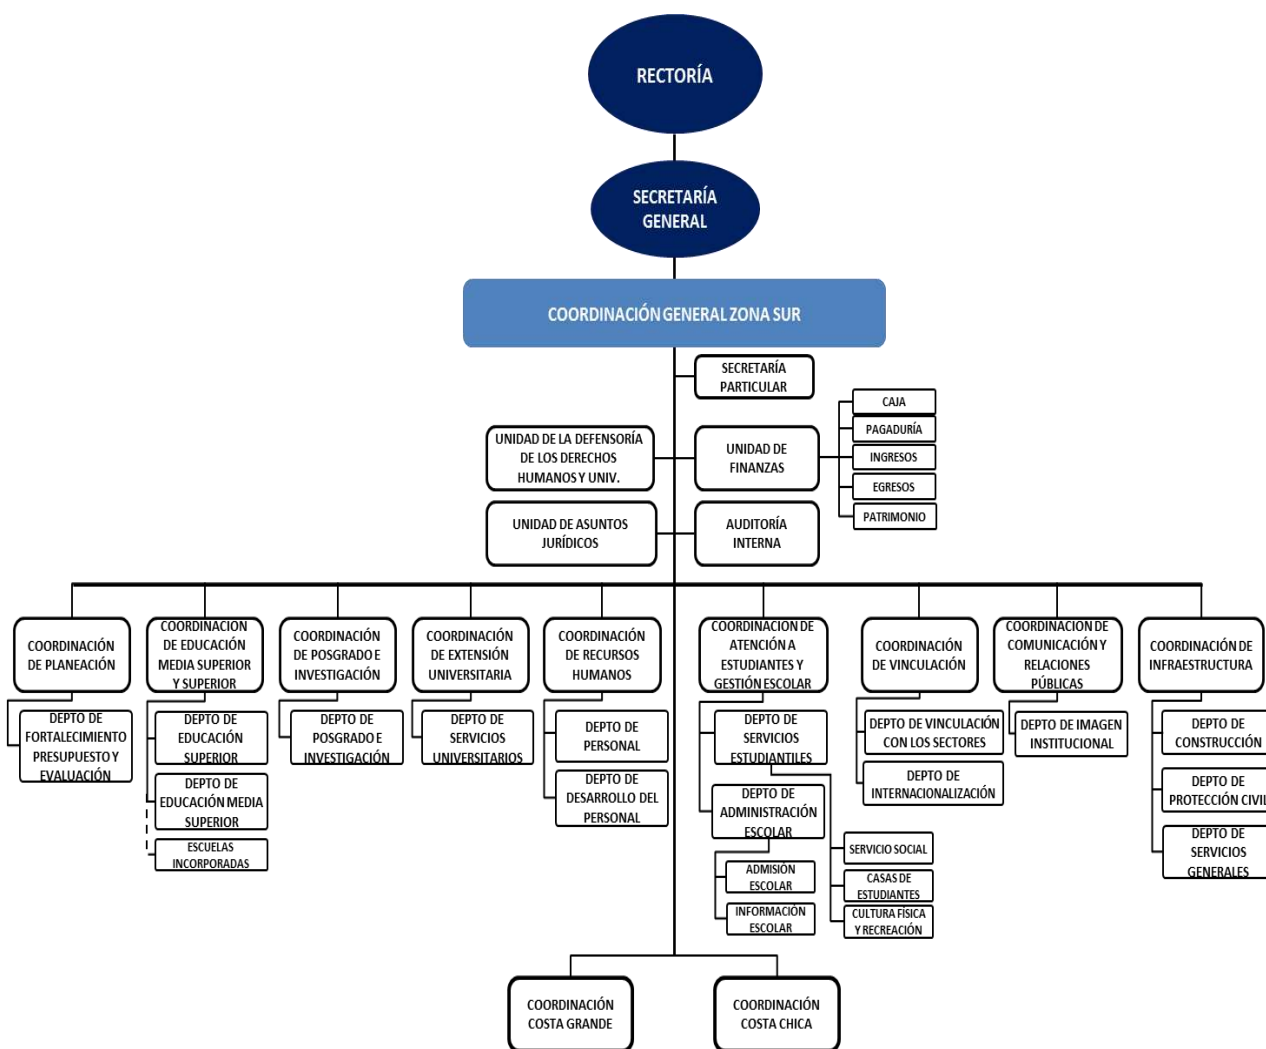 RECTORÍA
SECRETARÍA
GENERAL
COORDINACIÓN GENERAL ZONA SUR
SECRETARÍA
PARTICULAR
UNIDAD DE LA DEFENSORÍA
DE LOS DERECHOS
HUMANOS Y UNIV.
UNIDAD DE
FINANZAS
CAJA
PAGADURÍA
INGRESOS
EGRESOS
PATRIMONIO
UNIDAD DE ASUNTOS
JURÍDICOS
AUDITORÍA
INTERNA
COORDINACIÓN
DE PLANEACIÓN
COORDINACION
DE EDUCACIÓN
MEDIA SUPERIOR
Y SUPERIOR
COORDINACIÓN
DE POSGRADO E
INVESTIGACIÓN
COORDINACIÓN
DE EXTENSIÓN
UNIVERSITARIA
COORDINACIÓN
DE RECURSOS
HUMANOS
COORDINACION DE
ATENCIÓN A
ESTUDIANTES Y
GESTIÓN ESCOLAR
COORDINACIÓN
DE VINCULACIÓN
COORDINACION DE
COMUNICACIÓN Y
RELACIONES
PÚBLICAS
COORDINACIÓN DE
INFRAESTRUCTURA
DEPTO DE
FORTALECIMIENTO
PRESUPUESTO Y
EVALUACIÓN
DEPTO DE
EDUCACIÓN
SUPERIOR
DEPTO DE
EDUCACIÓN MEDIA
SUPERIOR
ESCUELAS
INCORPORADAS
DEPTO DE
POSGRADO E
INVESTIGACIÓN
DEPTO DE
SERVICIOS
UNIVERSITARIOS
DEPTO DE
PERSONAL
DEPTO DE
DESARROLLO DEL
PERSONAL
DEPTO DE
SERVICIOS
ESTUDIANTILES
DEPTO DE
ADMINISTRACIÓN
ESCOLAR
ADMISIÓN
ESCOLAR
INFORMACIÓN
ESCOLAR
SERVICIO SOCIAL
CASAS DE
ESTUDIANTES
CULTURA FÍSICA
Y RECREACIÓN
DEPTO DE VINCULACIÓN
CON LOS SECTORES
DEPTO DE
INTERNACIONALIZACIÓN
DEPTO DE IMAGEN
INSTITUCIONAL
DEPTO DE
CONSTRUCCIÓN
DEPTO DE
PROTECCIÓN CIVIL
DEPTO DE
SERVICIOS
GENERALES
COORDINACIÓN
COSTA GRANDE
COORDINACIÓN
COSTA CHICA